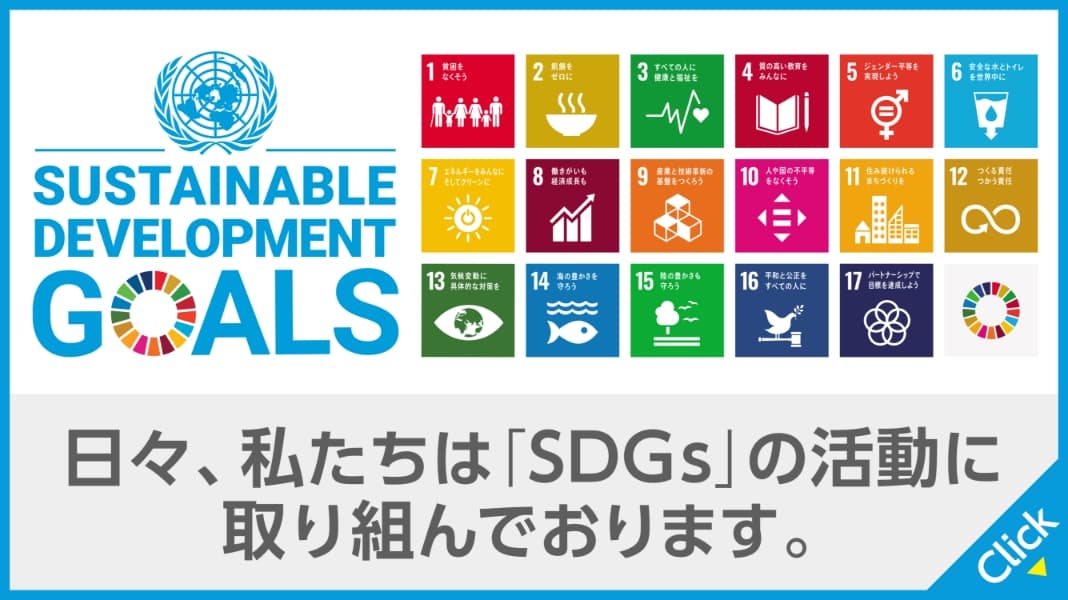 SUSTAINABLE
DEVELOPMENT
GOALS
1 貧困を
なくそう
2 飢餓を
ゼロに
3 すべての人に
健康と福祉を
4 質の高い教育を
みんなに
5 ジェンダー平等を
実現しよう
6 安全な水とトイレ
を世界中に
7 エネルギーをみんなに
そしてクリーンに
8 働きがいも
経済成長も
9 産業と技術革新の
基盤をつくろう
10 人や国の不平等
をなくそう
11 住み続けられる
まちづくりを
12 つくる責任
つかう責任
13 気候変動に
具体的な対策を
14 海の豊かさを
守ろう
15 陸の豊かさも
守ろう
16 平和と公正を
すべての人に
17 パートナーシップで
目標を達成しよう
日々、私たちは「SDGs」の活動に
取り組んでおります。
Click